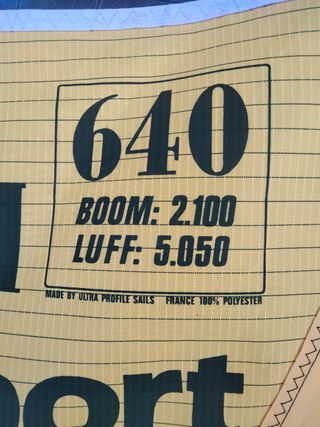 640
BOOM: 2.100
LUFF: 5.050
MADE BY ULTRA PROFILE SAILS FRANCE 100% POLYESTER